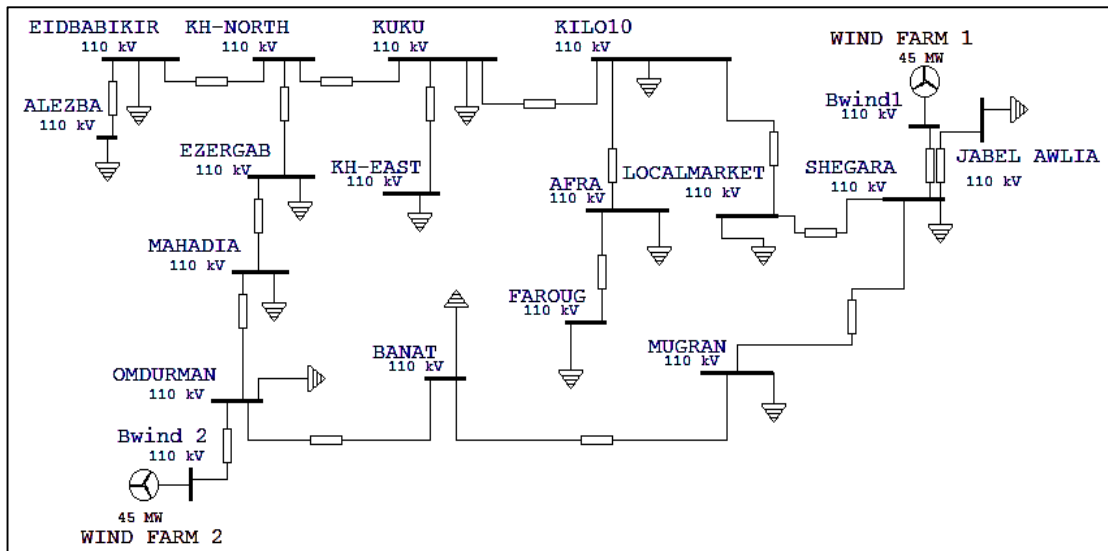 EIDBABIKIR
110 kV
KH-NORTH
110 kV
KUKU
110 kV
KILO10
110 kV
WIND FARM 1
45 MW
Bwind1
110 kV
ALEZBA
110 kV
EZERGAB
110 kV
KH-EAST
110 kV
AFRA
110 kV
LOCALMARKET
110 kV
SHEGARA
110 kV
JABEL AWLIA
110 kV
MAHADIA
110 kV
FAROUG
110 kV
BANAT
110 kV
MUGRAN
110 kV
OMDURMAN
110 kV
Bwind 2
110 kV
45 MW
WIND FARM 2